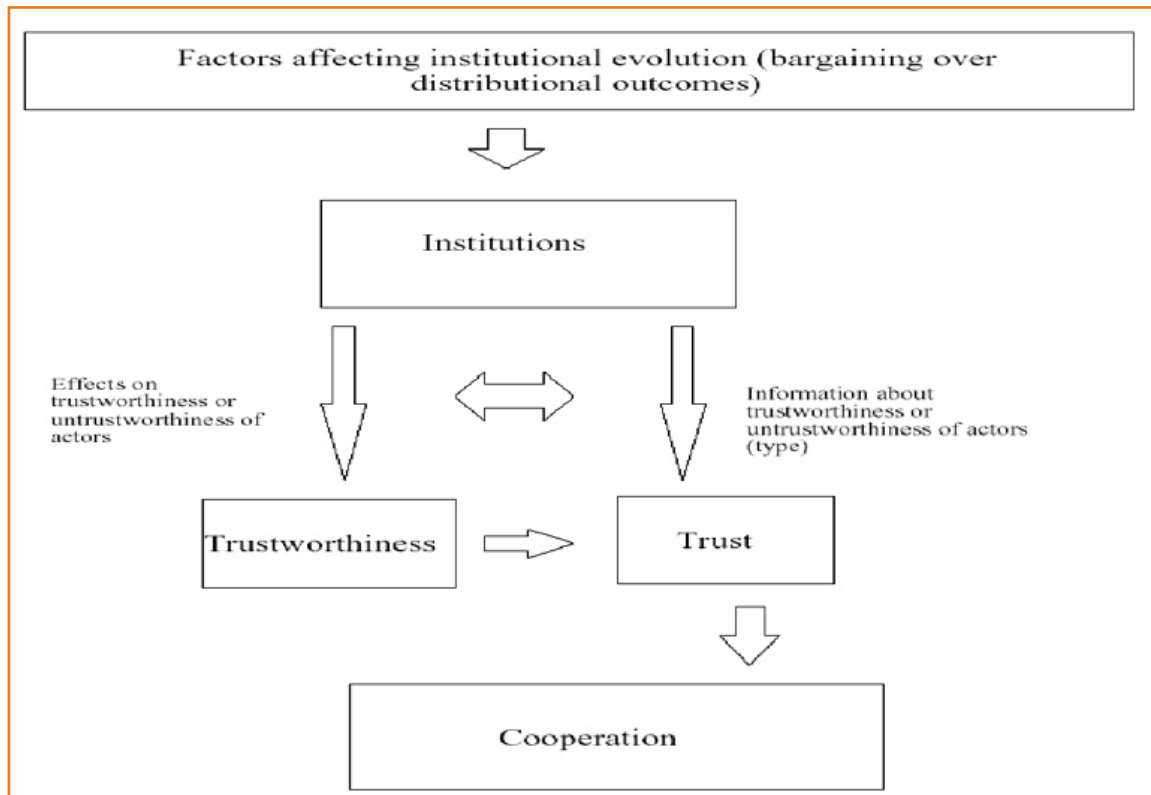 Factors affecting institutional evolution (bargaining over
distributional outcomes)
Institutions
Effects on
trustworthiness or
untrustworthiness of
actors
Information about
trustworthiness or
untrustworthiness of actors
(type)
Trustworthiness
Trust
Cooperation